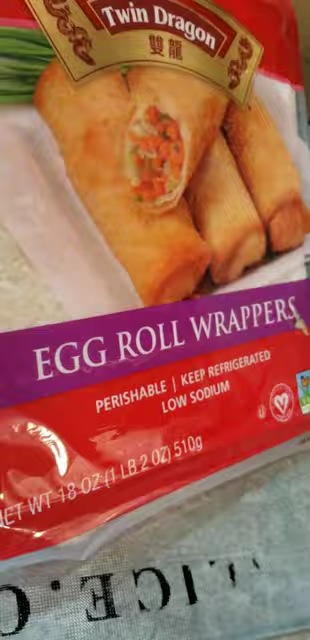 Twin Dragon
雙龍
EGG ROLL WRAPPERS
PERISHABLE | KEEP REFRIGERATED
LOW SODIUM
NET WT 18 OZ (1 LB.2 OZ) 510g
ICE.C